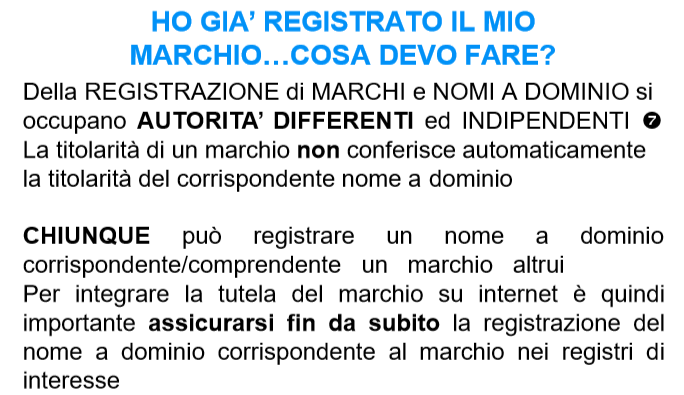 HO GIA’ REGISTRATO IL MIO
MARCHIO…COSA DEVO FARE?
Della REGISTRAZIONE di MARCHI e NOMI A DOMINIO si
occupano AUTORITA’ DIFFERENTI ed INDIPENDENTI ❼
La titolarità di un marchio non conferisce automaticamente
la titolarità del corrispondente nome a dominio
CHIUNQUE può registrare un nome a dominio
corrispondente/comprendente un marchio altrui
Per integrare la tutela del marchio su internet è quindi
importante assicurarsi fin da subito la registrazione del
nome a dominio corrispondente al marchio nei registri di
interesse